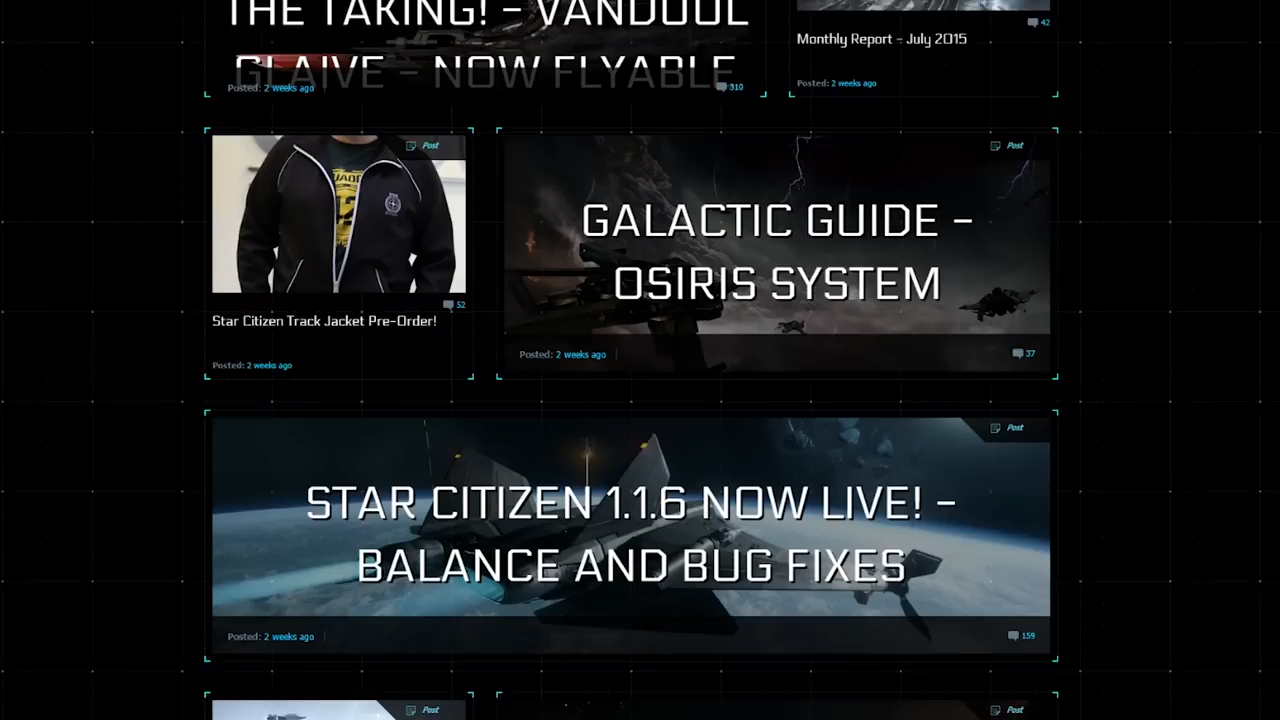 THE TAKING! – VANDUUL
GLAIVE – NOW FLYABLE
Posted: 2 weeks ago
310
42
Monthly Report – July 2015
Posted: 2 weeks ago
Post
52
Star Citizen Track Jacket Pre-Order!
Posted: 2 weeks ago
Post
GALACTIC GUIDE –
OSIRIS SYSTEM
Posted: 2 weeks ago
37
Post
STAR CITIZEN 1.1.6 NOW LIVE! –
BALANCE AND BUG FIXES
Posted: 2 weeks ago
159
Post
Post